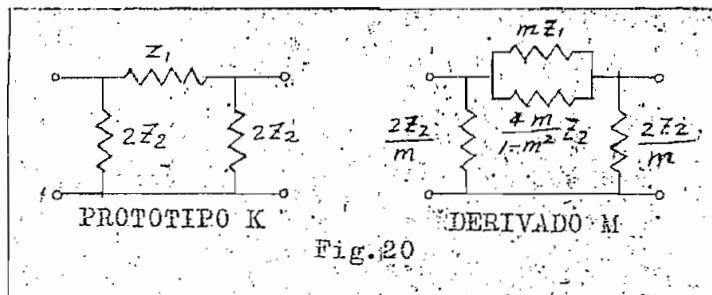 Z₁
2Z₂
2Z₂
PROTOTIPO K
mZ₁
4m/1-m² Z₂
2Z₂/m
2Z₂/m
DERIVADO M
Fig.20